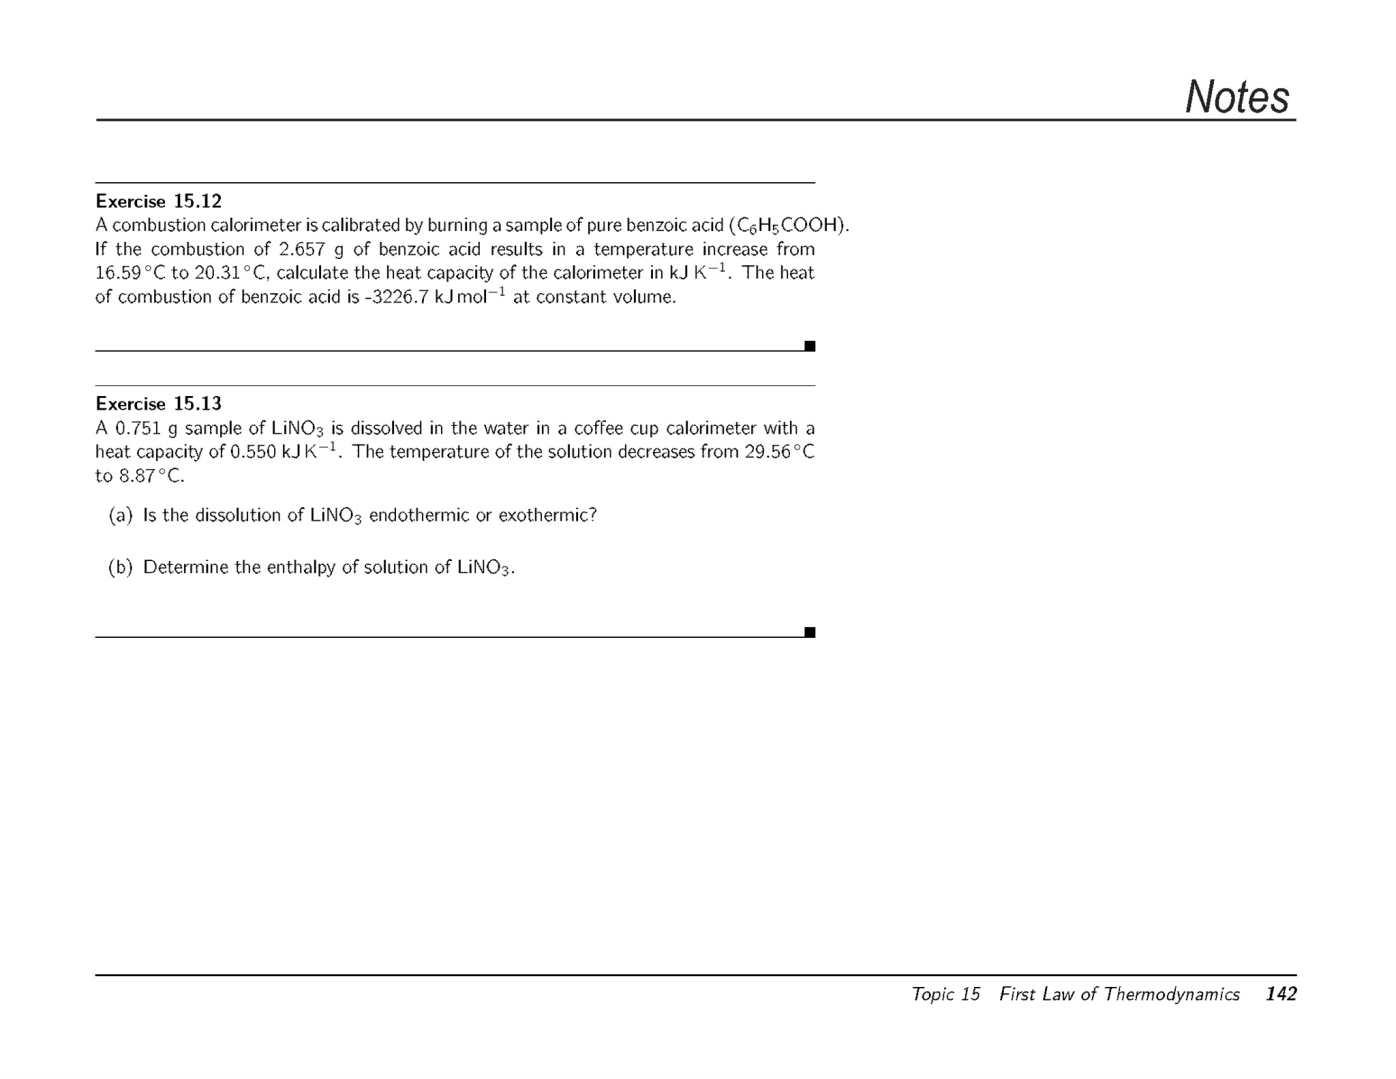 Notes
Exercise 15.12
A combustion calorimeter is calibrated by burning a sample of pure benzoic acid (C₆H₅COOH).
If the combustion of 2.657 g of benzoic acid results in a temperature increase from
16.59 °C to 20.31 °C, calculate the heat capacity of the calorimeter in kJ K⁻¹. The heat
of combustion of benzoic acid is -3226.7 kJ mol⁻¹ at constant volume.
Exercise 15.13
A 0.751 g sample of LiNO₃ is dissolved in the water in a coffee cup calorimeter with a
heat capacity of 0.550 kJ K⁻¹. The temperature of the solution decreases from 29.56 °C
to 8.87 °C.
(a) Is the dissolution of LiNO₃ endothermic or exothermic?
(b) Determine the enthalpy of solution of LiNO₃.
Topic 15 First Law of Thermodynamics 142